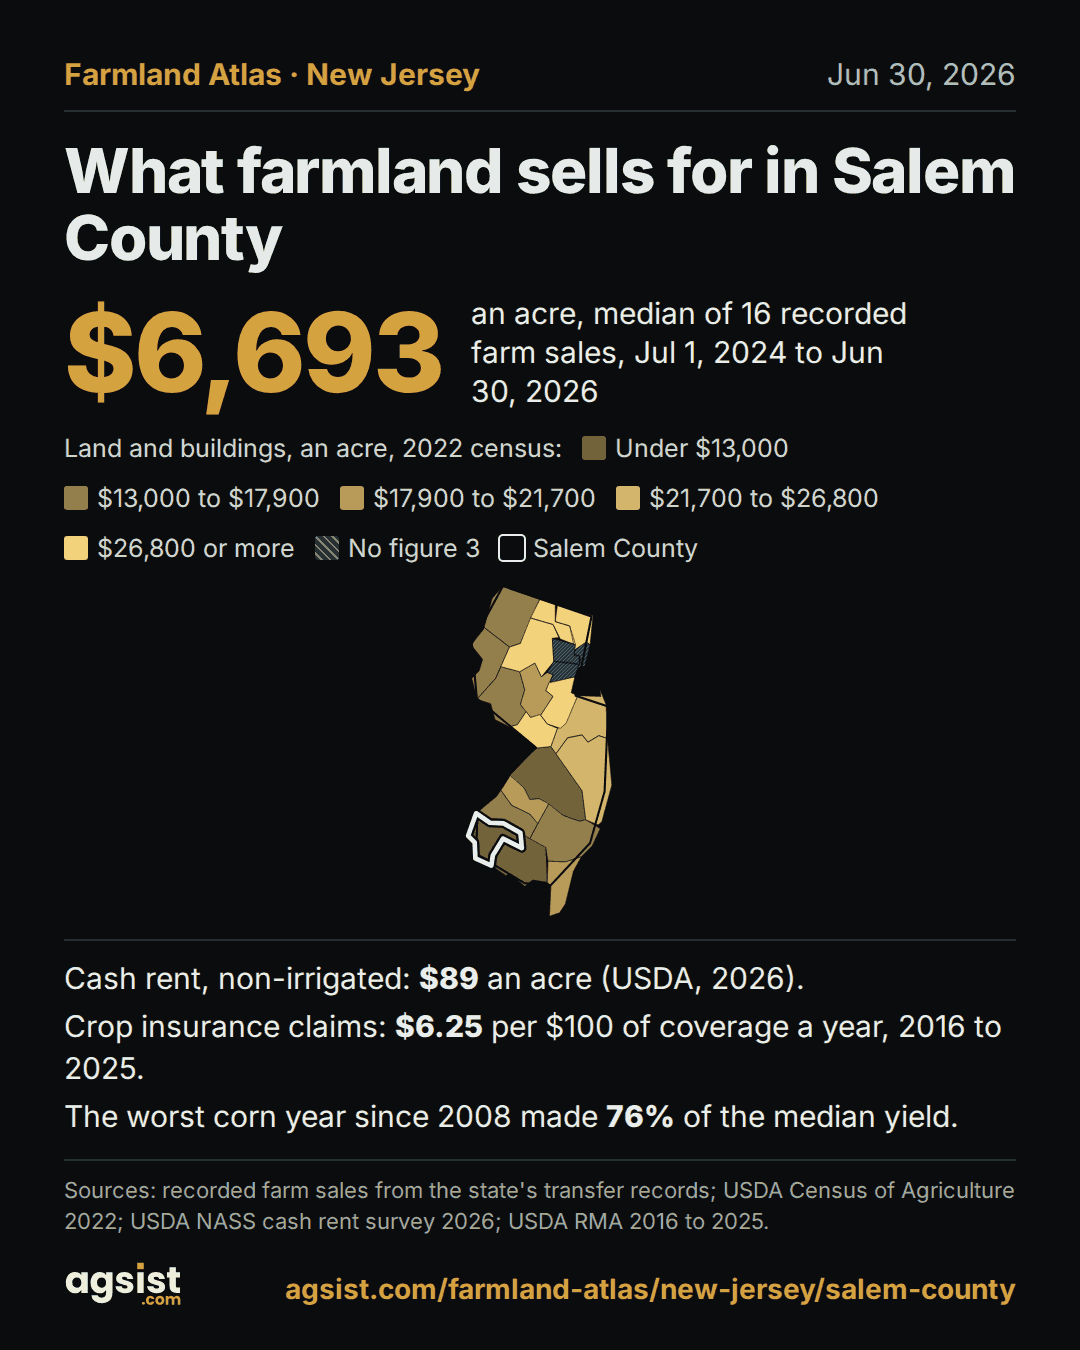 Farmland Atlas · New Jersey
Jun 30, 2026
What farmland sells for in Salem
County
$6,693
an acre, median of 16 recorded
farm sales, Jul 1, 2024 to Jun
30, 2026
Land and buildings, an acre, 2022 census: Under $13,000
$13,000 to $17,900 $17,900 to $21,700 $21,700 to $26,800
$26,800 or more No figure 3 Salem County
Cash rent, non-irrigated: $89 an acre (USDA, 2026).
Crop insurance claims: $6.25 per $100 of coverage a year, 2016 to
2025.
The worst corn year since 2008 made 76% of the median yield.
Sources: recorded farm sales from the state's transfer records; USDA Census of Agriculture
2022; USDA NASS cash rent survey 2026; USDA RMA 2016 to 2025.
agsist
.com
agsist.com/farmland-atlas/new-jersey/salem-county